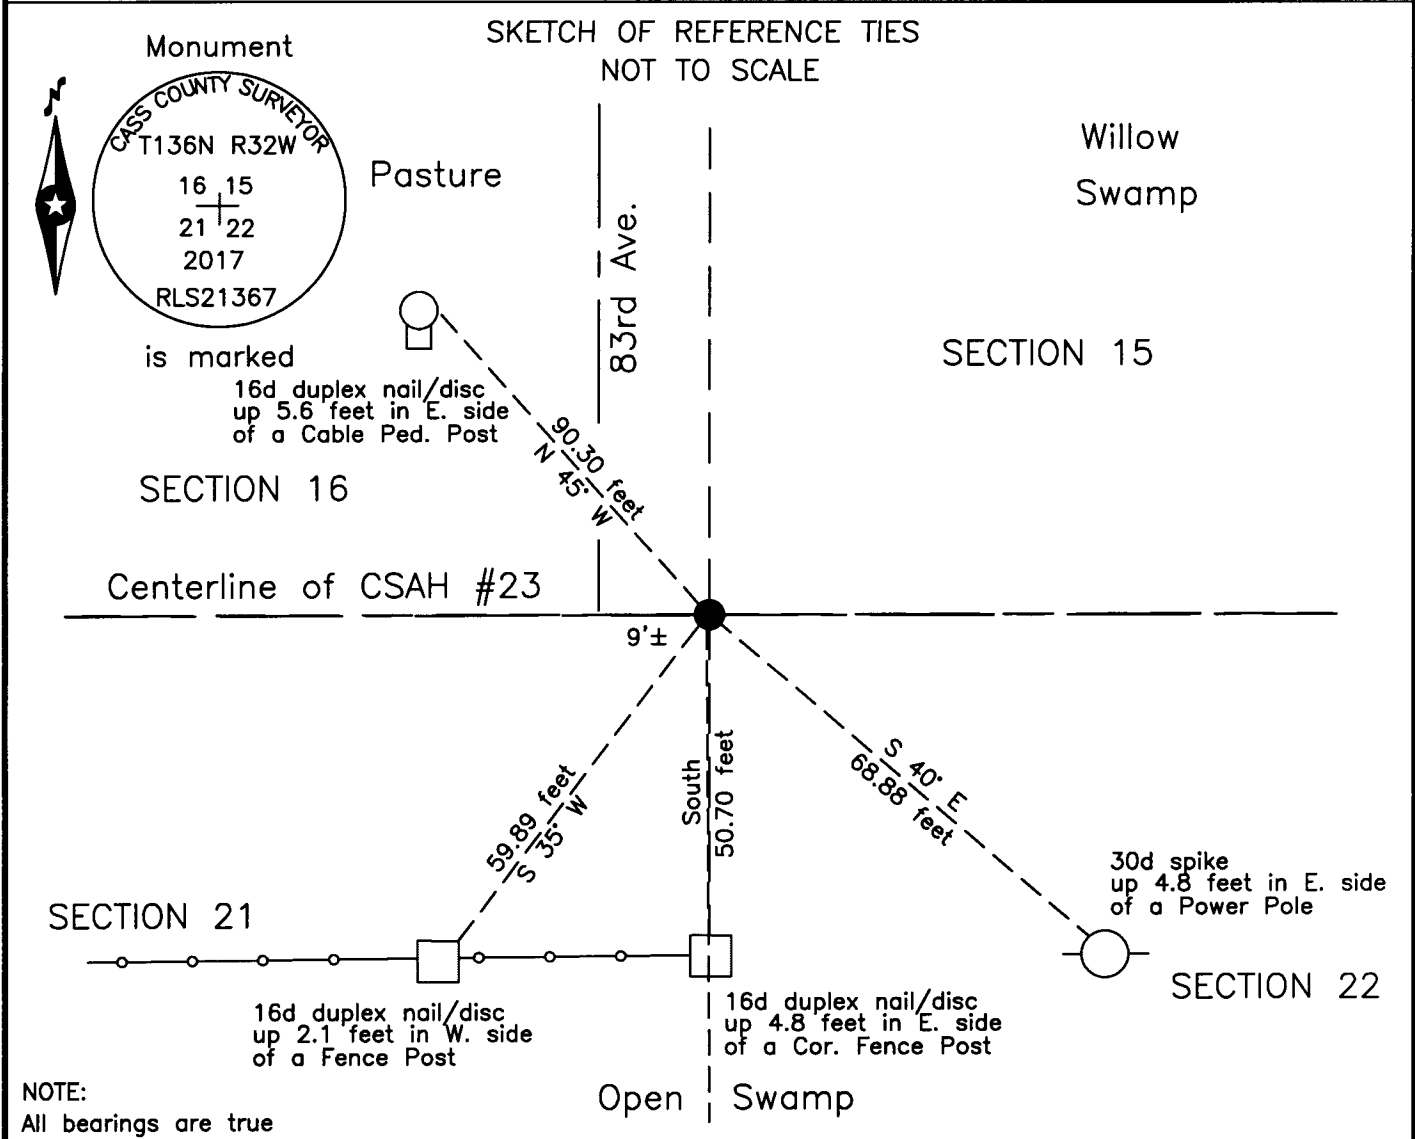 SKETCH OF REFERENCE TIES
NOT TO SCALE
Monument
N
CASS COUNTY SURVEYOR
T136N R32W
16 15
21 22
2017
RLS21367
is marked
Pasture
83rd Ave.
Willow
Swamp
SECTION 15
16d duplex nail/disc
up 5.6 feet in E. side
of a Cable Ped. Post
90.30 feet
N 45° W
SECTION 16
Centerline of CSAH #23
9'±
59.89 feet
S 35° W
South
50.70 feet
S 40° E
68.88 feet
30d spike
up 4.8 feet in E. side
of a Power Pole
SECTION 21
SECTION 22
16d duplex nail/disc
up 2.1 feet in W. side
of a Fence Post
16d duplex nail/disc
up 4.8 feet in E. side
of a Cor. Fence Post
Open Swamp
NOTE:
All bearings are true